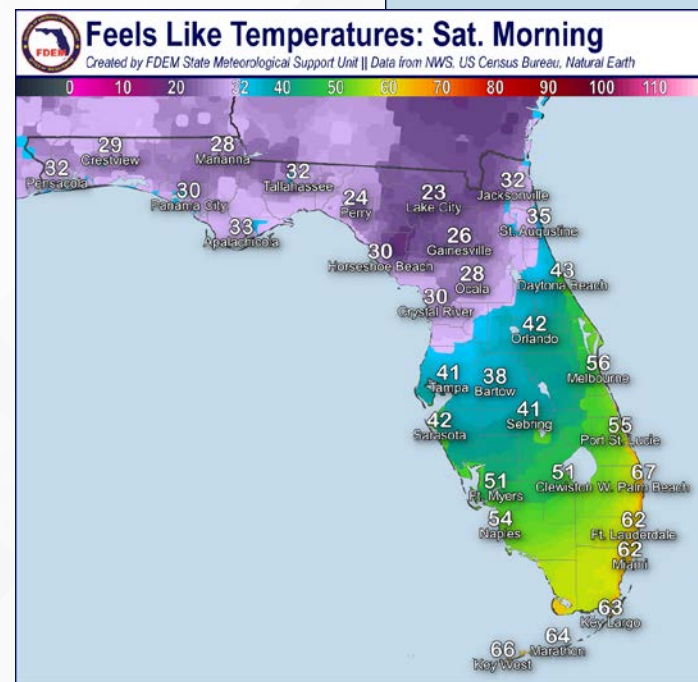 FDEM
Feels Like Temperatures: Sat. Morning
Created by FDEM State Meteorological Support Unit || Data from NWS. US Census Bureau, Natural Earth
0 10 20 30 32 40 50 60 70 80 90 100 110
29
Crestview
28
Marianna
32
Pensacola
32
Tallahassee
30
Panama City
33
Apalachicola
24
Perry
23
Lake City
32
Jacksonville
35
St. Augustine
26
Gainesville
30
Horseshoe Beach
28
Ocala
43
Daytona Beach
30
Crystal River
42
Orlando
56
Melbourne
41
Tampa
38
Bartow
41
Sebring
42
Sarasota
55
Port St. Lucie
51
Ft. Myers
51
Clewiston
67
W. Palm Beach
54
Naples
62
Ft. Lauderdale
62
Miami
63
Key Largo
64
Marathon
66
Key West